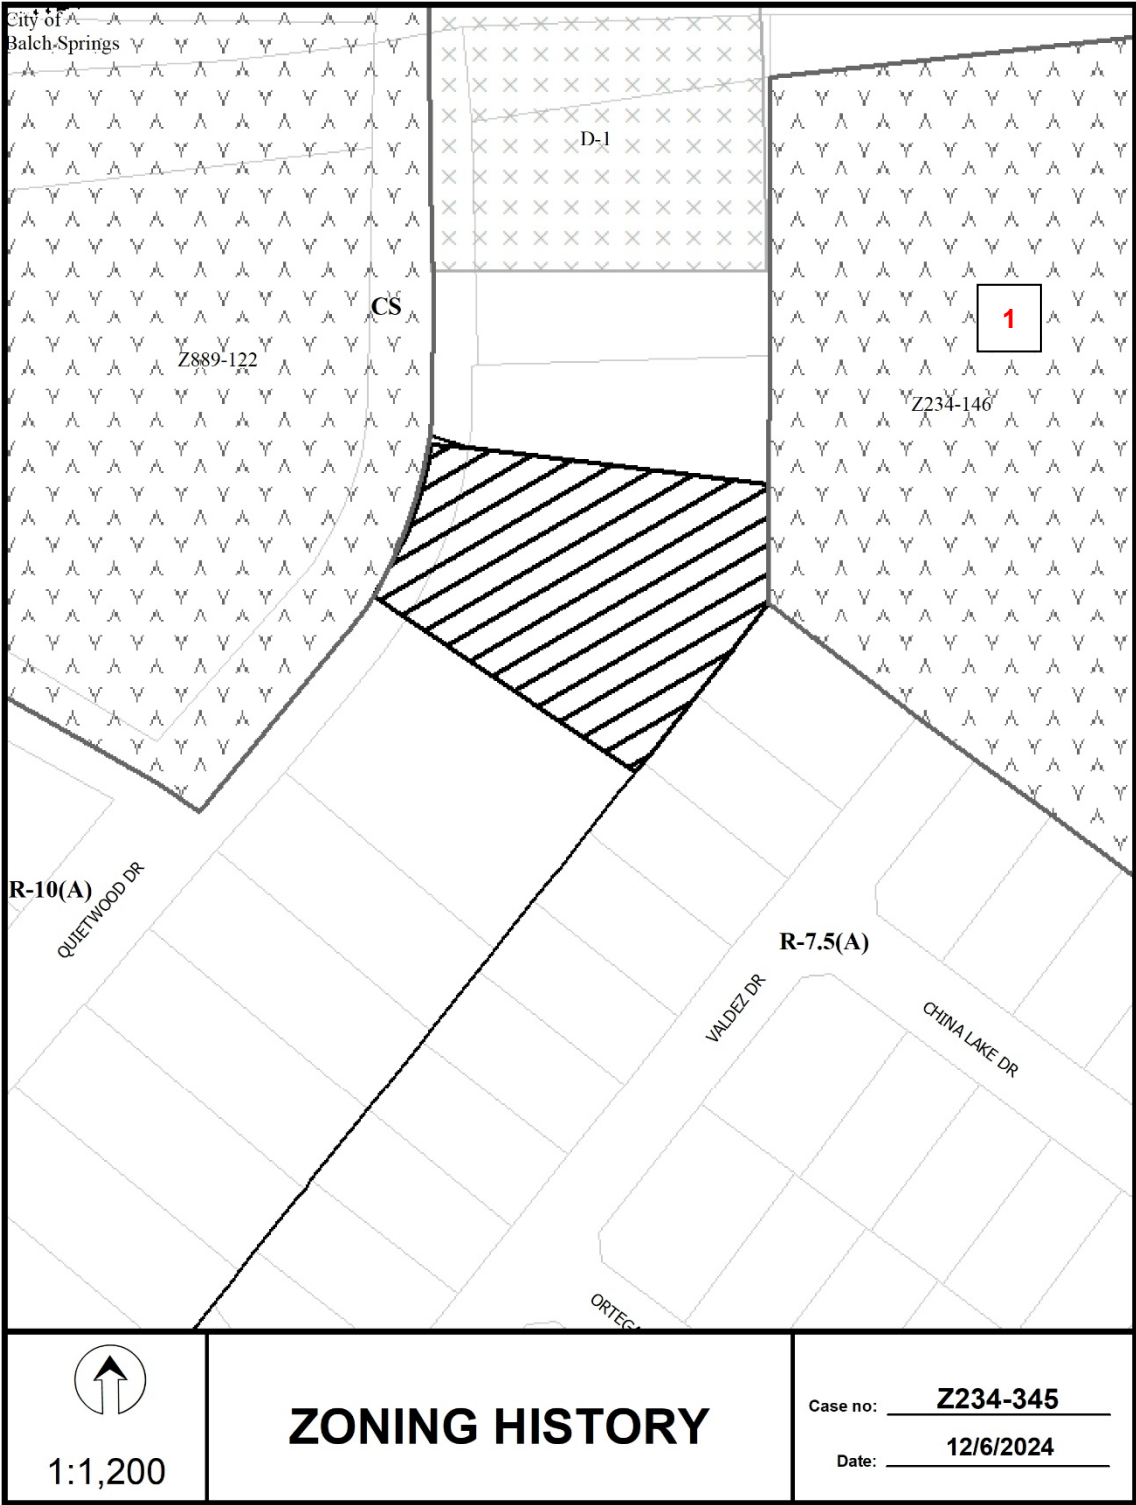 City of
Balch Springs
D-1
CS
1
Z889-122
Z234-146
R-10(A)
QUIETWOOD DR
R-7.5(A)
VALDEZ DR
CHINA LAKE DR
1:1,200
ZONING HISTORY
Case no: Z234-345
Date: 12/6/2024